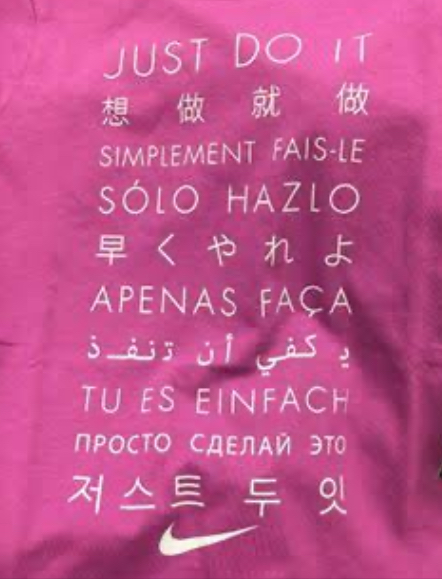 JUST DO IT
想做就做
SIMPLEMENT FAIS-LE
SÓLO HAZLO
早くやれよ
APENAS FAÇA
يكفي أن تنفـذ
TU ES EINFACH
ПРОСТО СДЕЛАЙ ЭТО
저스트 두 잇